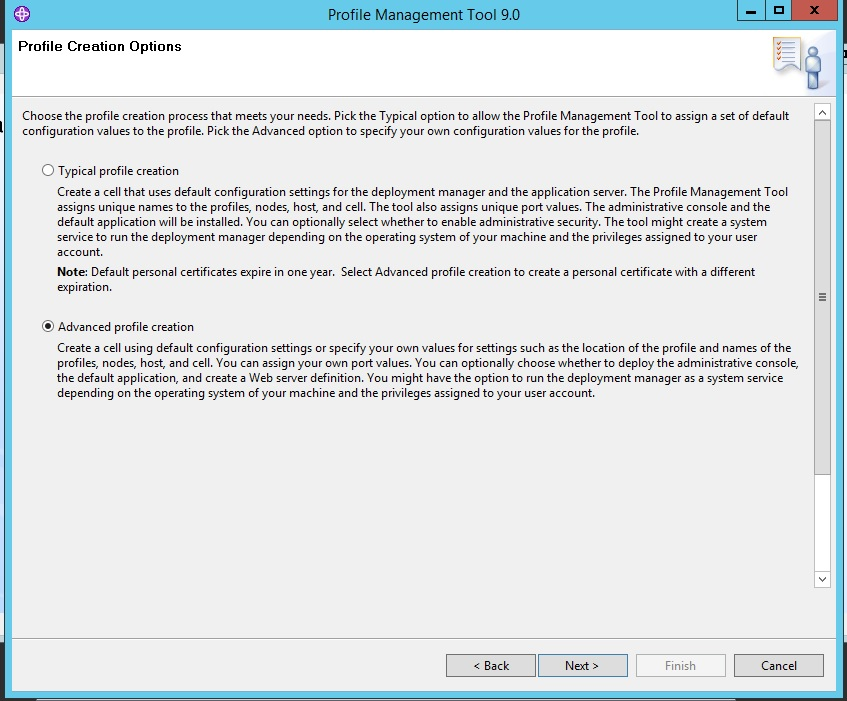 Profile Management Tool 9.0
Profile Creation Options
Choose the profile creation process that meets your needs. Pick the Typical option to allow the Profile Management Tool to assign a set of default
configuration values to the profile. Pick the Advanced option to specify your own configuration values for the profile.
Typical profile creation
Create a cell that uses default configuration settings for the deployment manager and the application server. The Profile Management Tool
assigns unique names to the profiles, nodes, host, and cell. The tool also assigns unique port values. The administrative console and the
default application will be installed. You can optionally select whether to enable administrative security. The tool might create a system
service to run the deployment manager depending on the operating system of your machine and the privileges assigned to your user
account.
Note: Default personal certificates expire in one year.  Select Advanced profile creation to create a personal certificate with a different
expiration.
Advanced profile creation
Create a cell using default configuration settings or specify your own values for settings such as the location of the profile and names of the
profiles, nodes, host, and cell. You can assign your own port values. You can optionally choose whether to deploy the administrative console,
the default application, and create a Web server definition. You might have the option to run the deployment manager as a system service
depending on the operating system of your machine and the privileges assigned to your user account.
< Back
Next >
Finish
Cancel